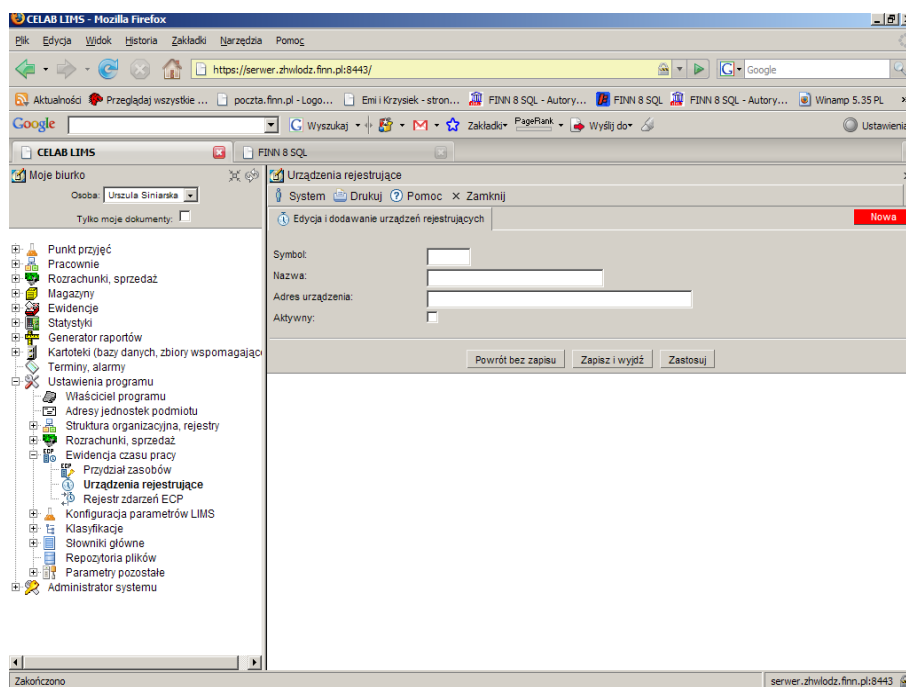 CELAB LIMS - Mozilla Firefox
Plik Edycja Widok Historia Zakładki Narzędzia Pomoc
https://serwer.zhwlodz.finn.pl:8443/ Google
Aktualności Przeglądaj wszystkie ... poczta.finn.pl - Logo... Emi i Krzysiek - stron... FINN 8 SQL - Autory... FINN 8 SQL FINN 8 SQL - Autory... Winamp 5.35 PL »
Google Wyszukaj Zakładki PageRank Wyślij do Ustawienia
CELAB LIMS FINN 8 SQL
Moje biurko
Osoba: Urszula Siniarska
Tylko moje dokumenty:
Punkt przyjęć
Pracownie
Rozrachunki, sprzedaż
Magazyny
Ewidencje
Statystyki
Generator raportów
Kartoteki (bazy danych, zbiory wspomagając
Terminy, alarmy
Ustawienia programu
Właściciel programu
Adresy jednostek podmiotu
Struktura organizacyjna, rejestry
Rozrachunki, sprzedaż
Ewidencja czasu pracy
Przydział zasobów
Urządzenia rejestrujące
Rejestr zdarzeń ECP
Konfiguracja parametrów LIMS
Klasyfikacje
Słowniki główne
Repozytoria plików
Parametry pozostałe
Administrator systemu
Urządzenia rejestrujące
System Drukuj Pomoc Zamknij
Edycja i dodawanie urządzeń rejestrujących Nowa
Symbol:
Nazwa:
Adres urządzenia:
Aktywny:
Powrót bez zapisu Zapisz i wyjdź Zastosuj
Zakończono serwer.zhwlodz.finn.pl:8443